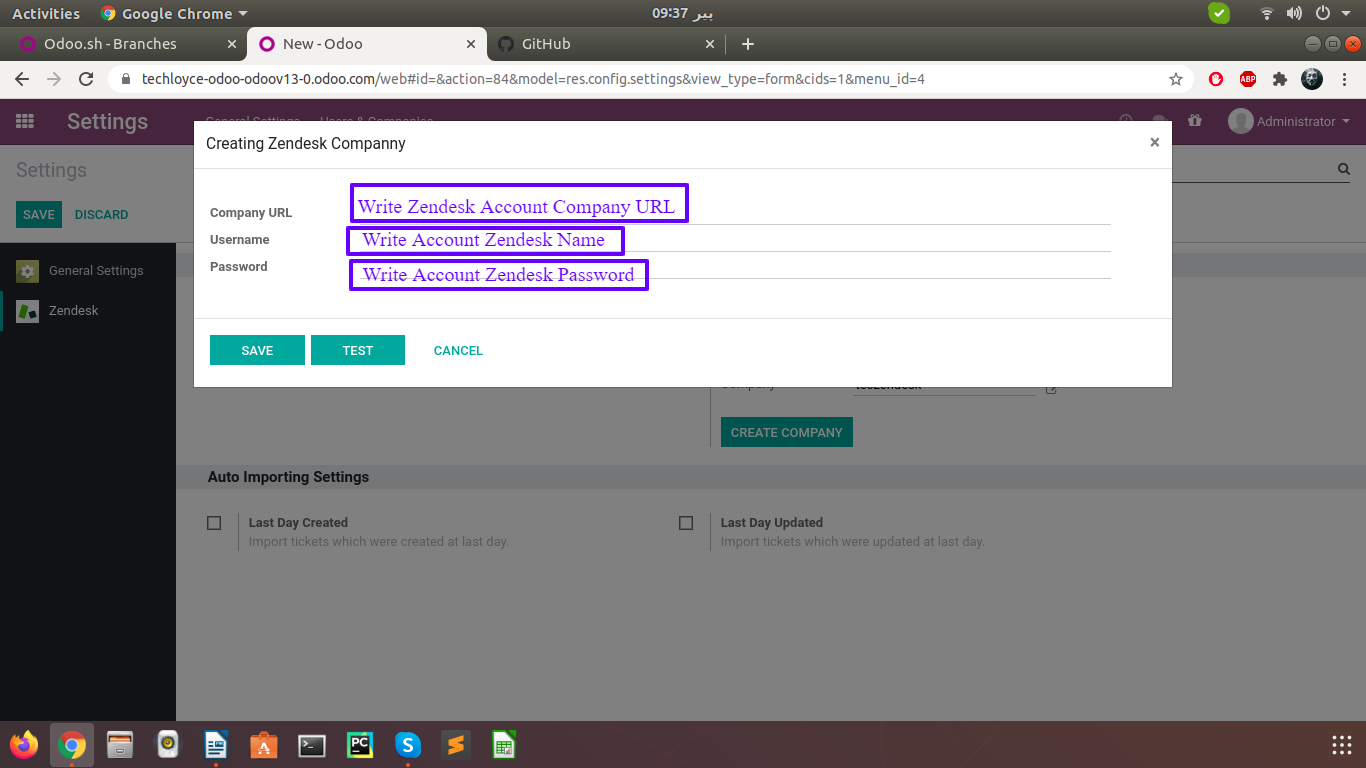 Activities
Google Chrome
09:37 پیر
Odoo.sh - Branches
New - Odoo
GitHub
techloyce-odoo-odoov13-0.odoo.com/web#id=&action=84&model=res.config.settings&view_type=form&cids=1&menu_id=4
ABP
Settings
General Settings
Users & Companies
Administrator
Creating Zendesk Companny
Settings
SAVE
DISCARD
Company URL
Write Zendesk Account Company URL
Username
Write Account Zendesk Name
Password
Write Account Zendesk Password
General Settings
Zendesk
SAVE
TEST
CANCEL
CREATE COMPANY
Auto Importing Settings
Last Day Created
Import tickets which were created at last day.
Last Day Updated
Import tickets which were updated at last day.
PC